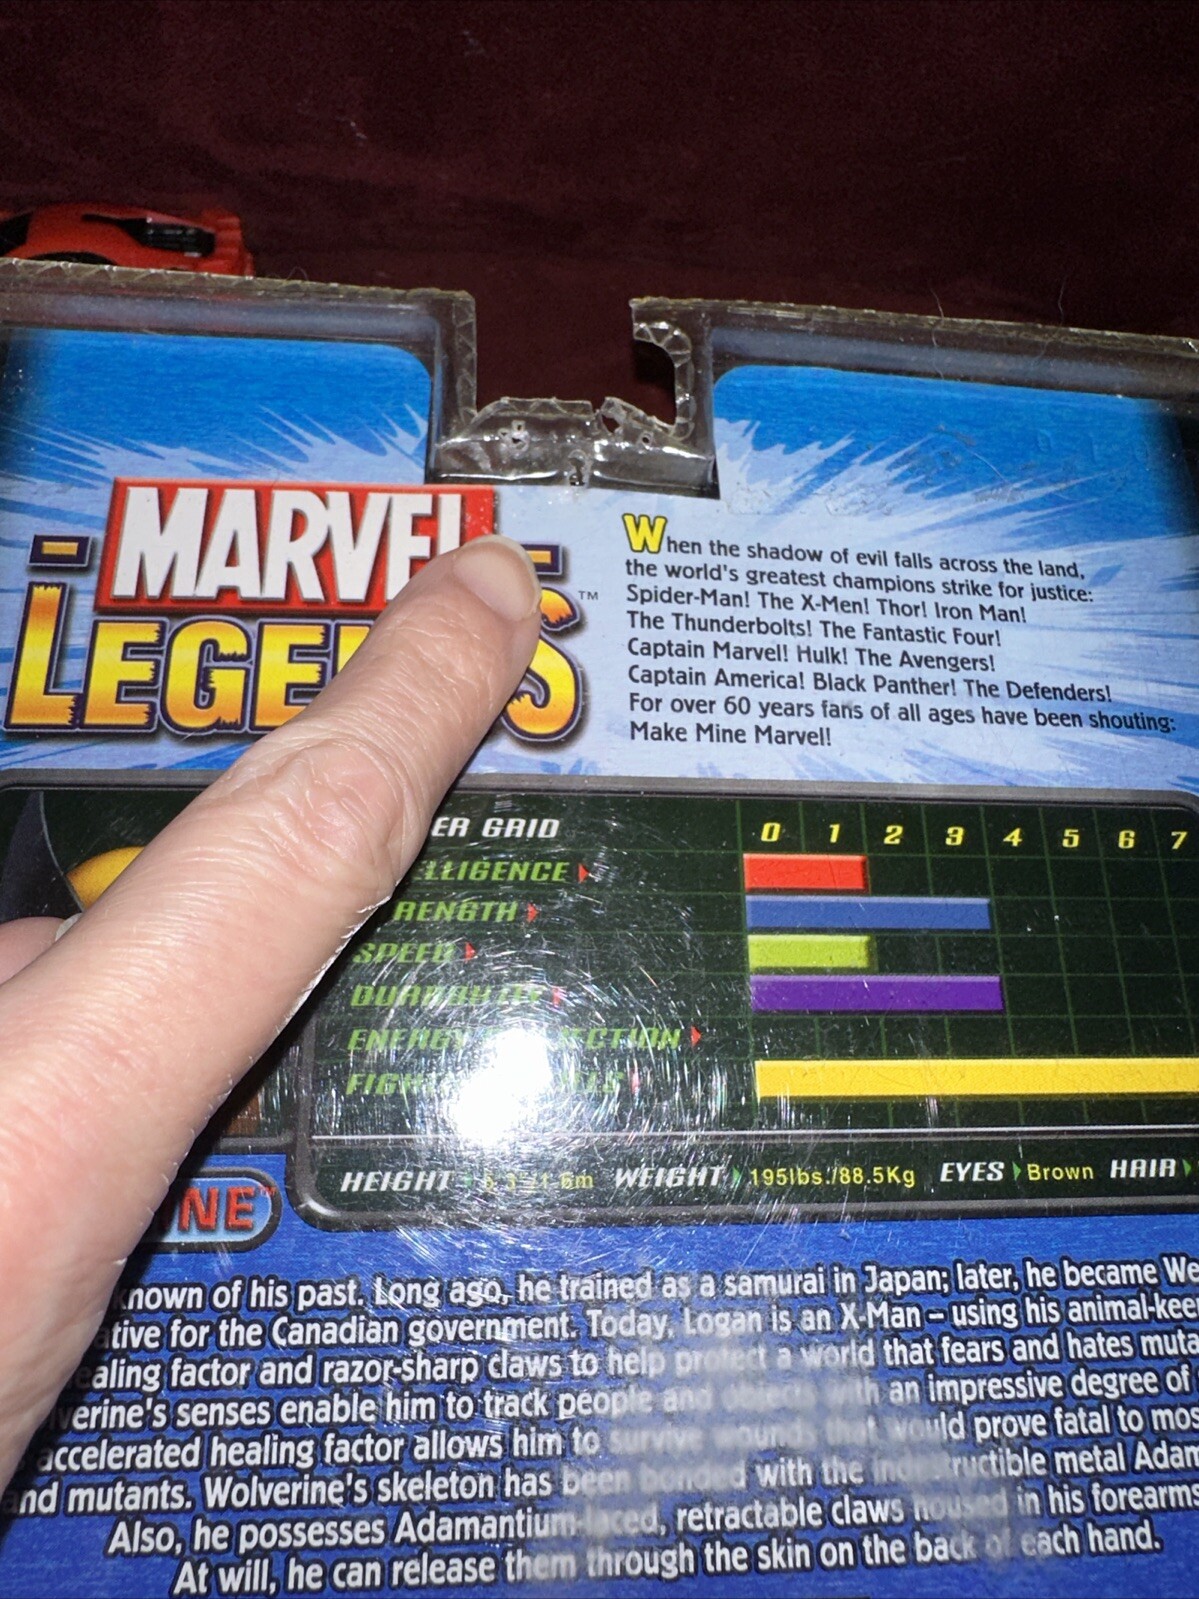 MARVEL
LEGENDS™
When the shadow of evil falls across the land,
the world's greatest champions strike for justice:
Spider-Man! The X-Men! Thor! Iron Man!
The Thunderbolts! The Fantastic Four!
Captain Marvel! Hulk! The Avengers!
Captain America! Black Panther! The Defenders!
For over 60 years fans of all ages have been shouting:
Make Mine Marvel!
ER GRID 0 1 2 3 4 5 6 7
LLIGENCE
RENGTH
SPEED
DURABILITY
ENERGY CTION
HEIGHT WEIGHT 195lbs./88.5Kg EYES Brown HAIR
INE™
known of his past. Long ago, he trained as a samurai in Japan; later, he became We
ative for the Canadian government. Today, Logan is an X-Man – using his animal-kee
ealing factor and razor-sharp claws to help protect a world that fears and hates muta
verine's senses enable him to track people and objects with an impressive degree of
accelerated healing factor allows him to survive wounds that would prove fatal to mos
nd mutants. Wolverine's skeleton has been bonded with the indestructible metal Adam
Also, he possesses Adamantium-laced, retractable claws housed in his forearms
At will, he can release them through the skin on the back of each hand.